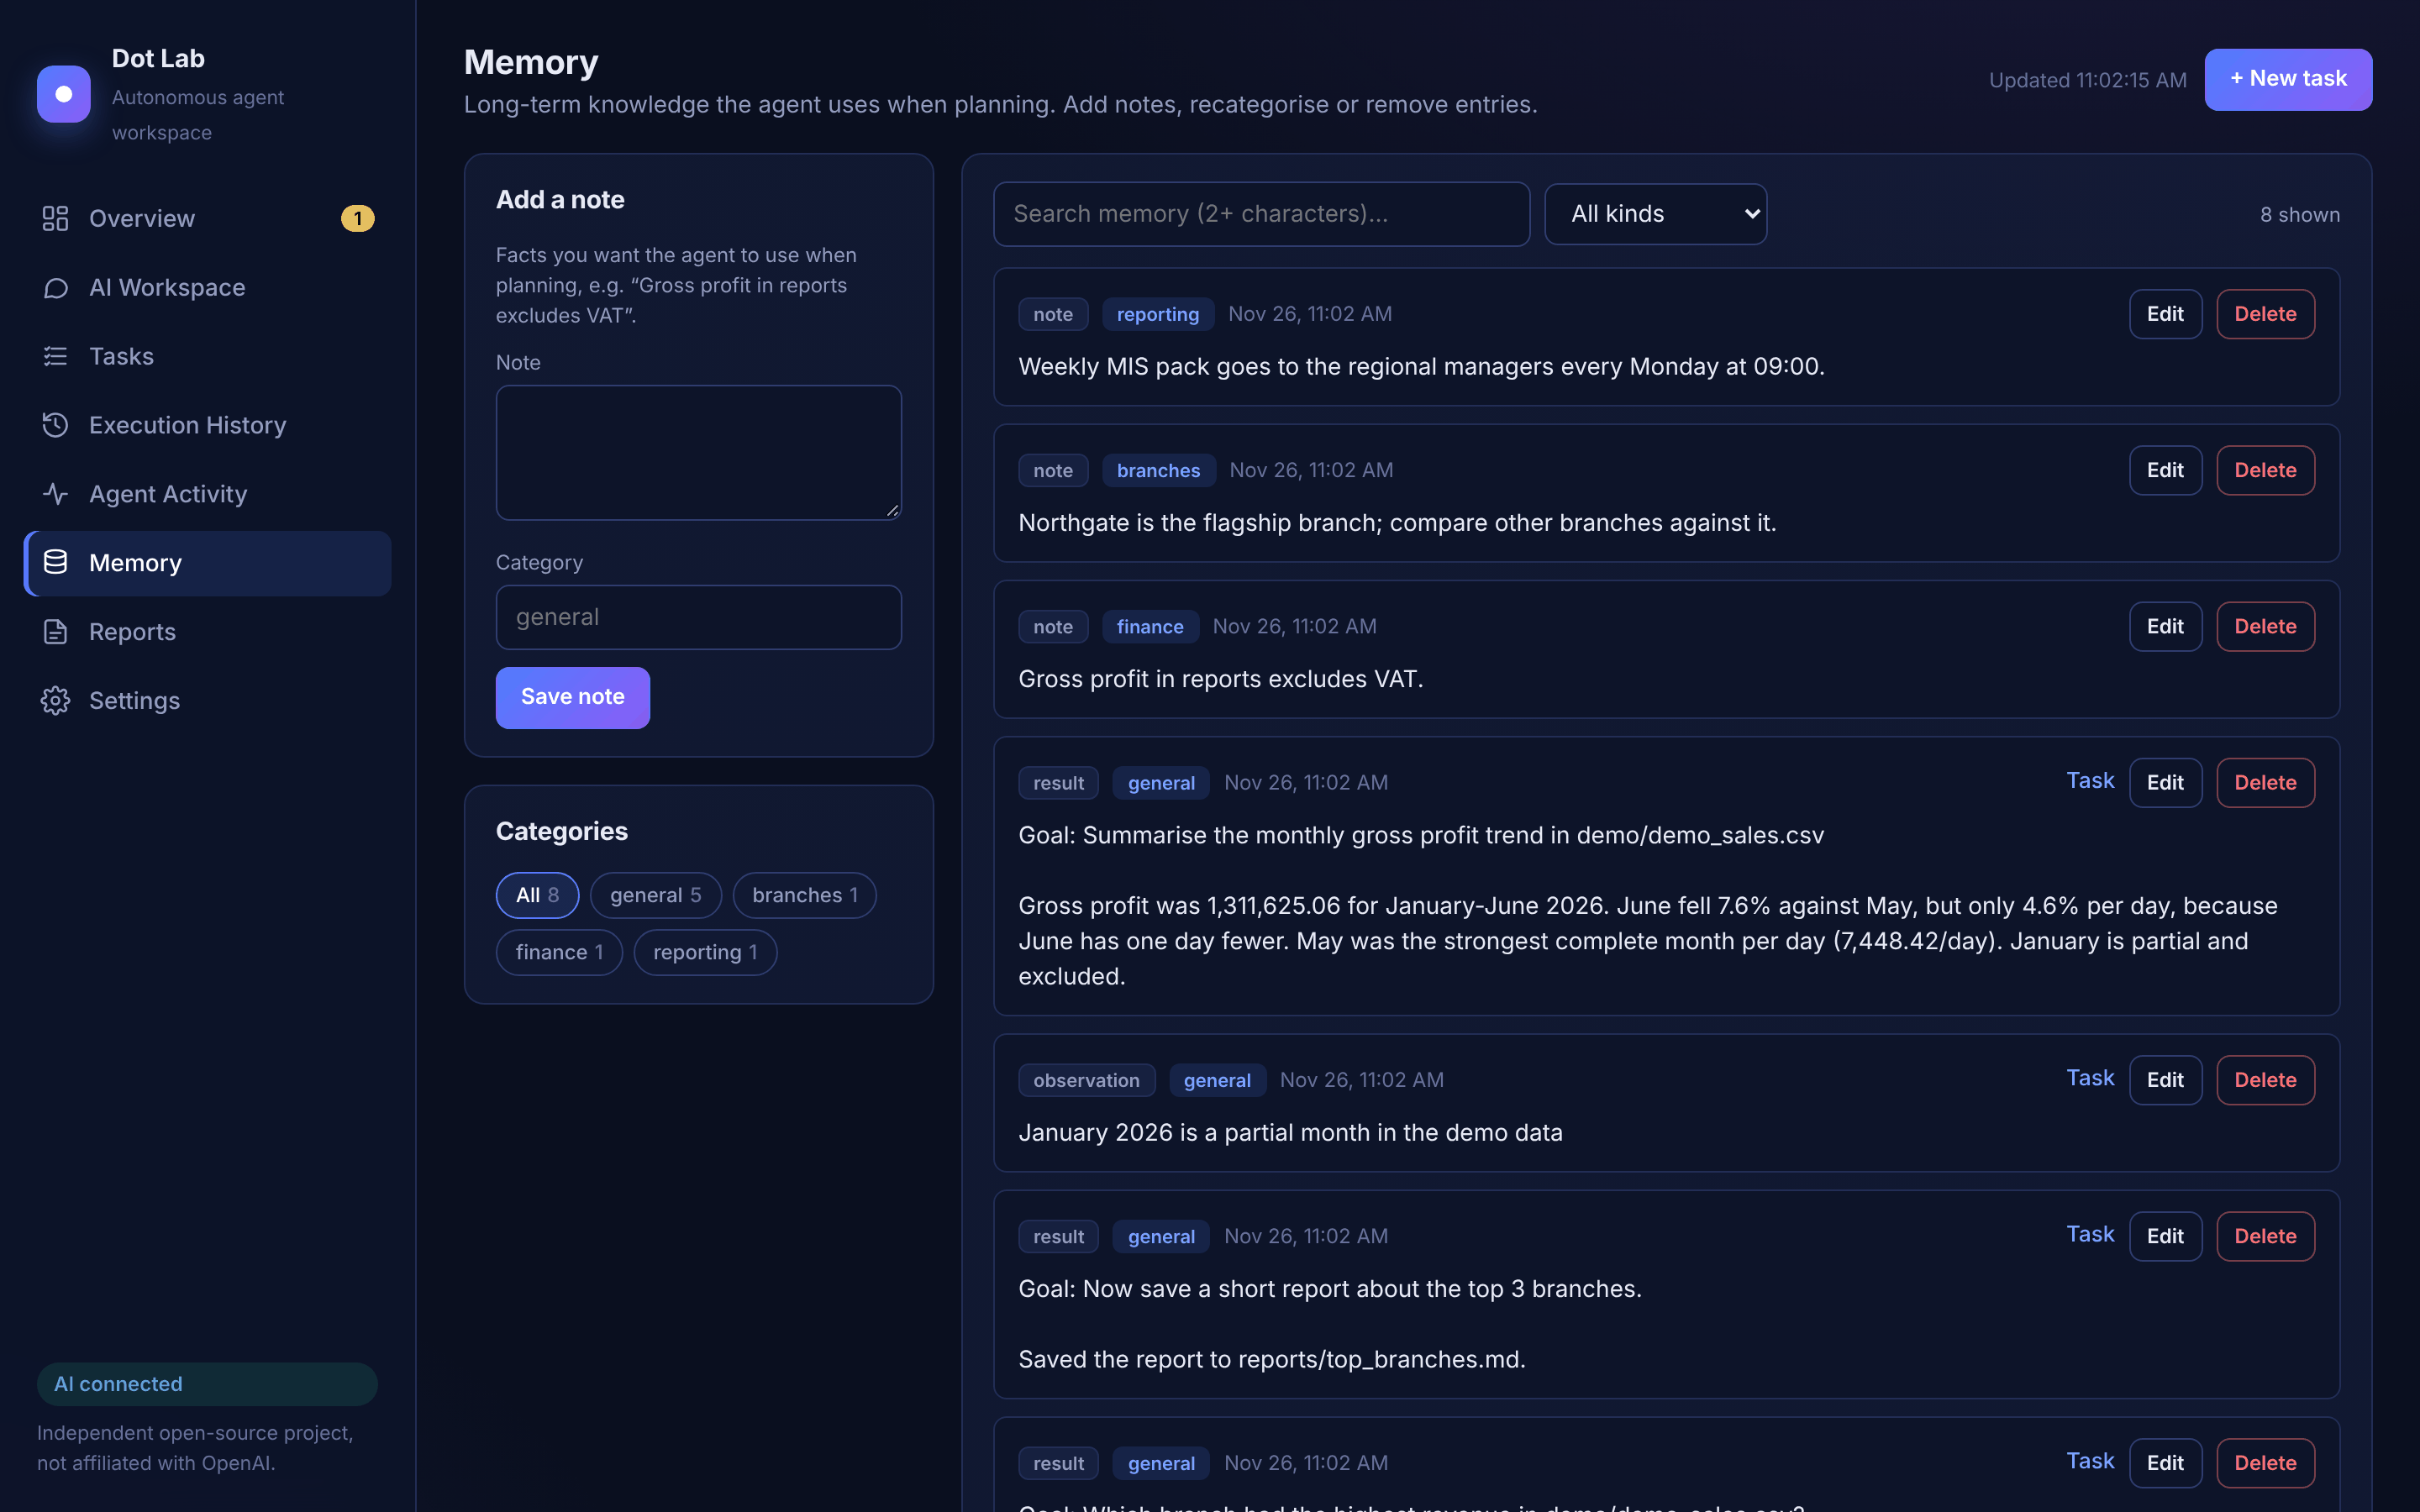 Dot Lab
Autonomous agent
workspace
Overview 1
AI Workspace
Tasks
Execution History
Agent Activity
Memory
Reports
Settings
AI connected
Independent open-source project,
not affiliated with OpenAI.
Memory
Long-term knowledge the agent uses when planning. Add notes, recategorise or remove entries.
Updated 11:02:15 AM
+ New task
Add a note
Facts you want the agent to use when
planning, e.g. “Gross profit in reports
excludes VAT”.
Note
Category
general
Save note
Categories
All 8 general 5 branches 1
finance 1 reporting 1
Search memory (2+ characters)... All kinds 8 shown
note reporting Nov 26, 11:02 AM Edit Delete
Weekly MIS pack goes to the regional managers every Monday at 09:00.
note branches Nov 26, 11:02 AM Edit Delete
Northgate is the flagship branch; compare other branches against it.
note finance Nov 26, 11:02 AM Edit Delete
Gross profit in reports excludes VAT.
result general Nov 26, 11:02 AM Task Edit Delete
Goal: Summarise the monthly gross profit trend in demo/demo_sales.csv
Gross profit was 1,311,625.06 for January-June 2026. June fell 7.6% against May, but only 4.6% per day, because
June has one day fewer. May was the strongest complete month per day (7,448.42/day). January is partial and
excluded.
observation general Nov 26, 11:02 AM Task Edit Delete
January 2026 is a partial month in the demo data
result general Nov 26, 11:02 AM Task Edit Delete
Goal: Now save a short report about the top 3 branches.
Saved the report to reports/top_branches.md.
result general Nov 26, 11:02 AM Task Edit Delete
Goal: Which branch had the highest revenue in demo/demo_sales.csv?